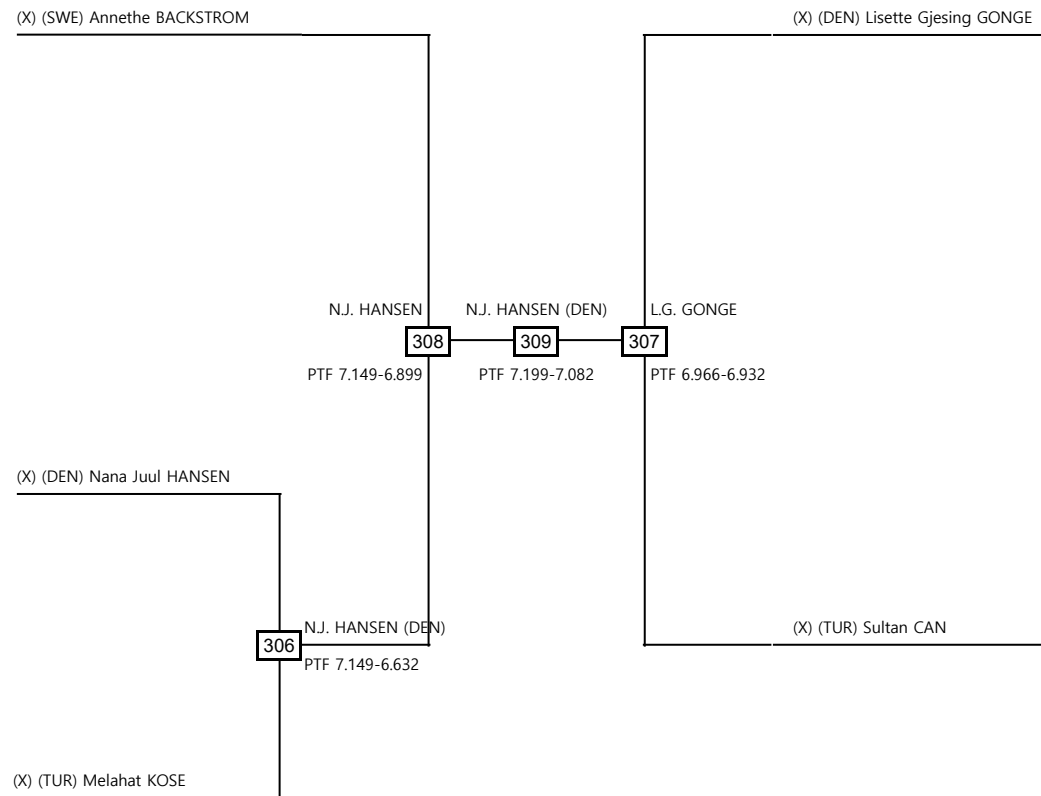 (X) (SWE) Annethe BACKSTROM
(X) (DEN) Lisette Gjesing GONGE
N.J. HANSEN
N.J. HANSEN (DEN)
L.G. GONGE
308
309
307
PTF 7.149-6.899
PTF 7.199-7.082
PTF 6.966-6.932
(X) (DEN) Nana Juul HANSEN
N.J. HANSEN (DEN)
306
PTF 7.149-6.632
(X) (TUR) Sultan CAN
(X) (TUR) Melahat KOSE